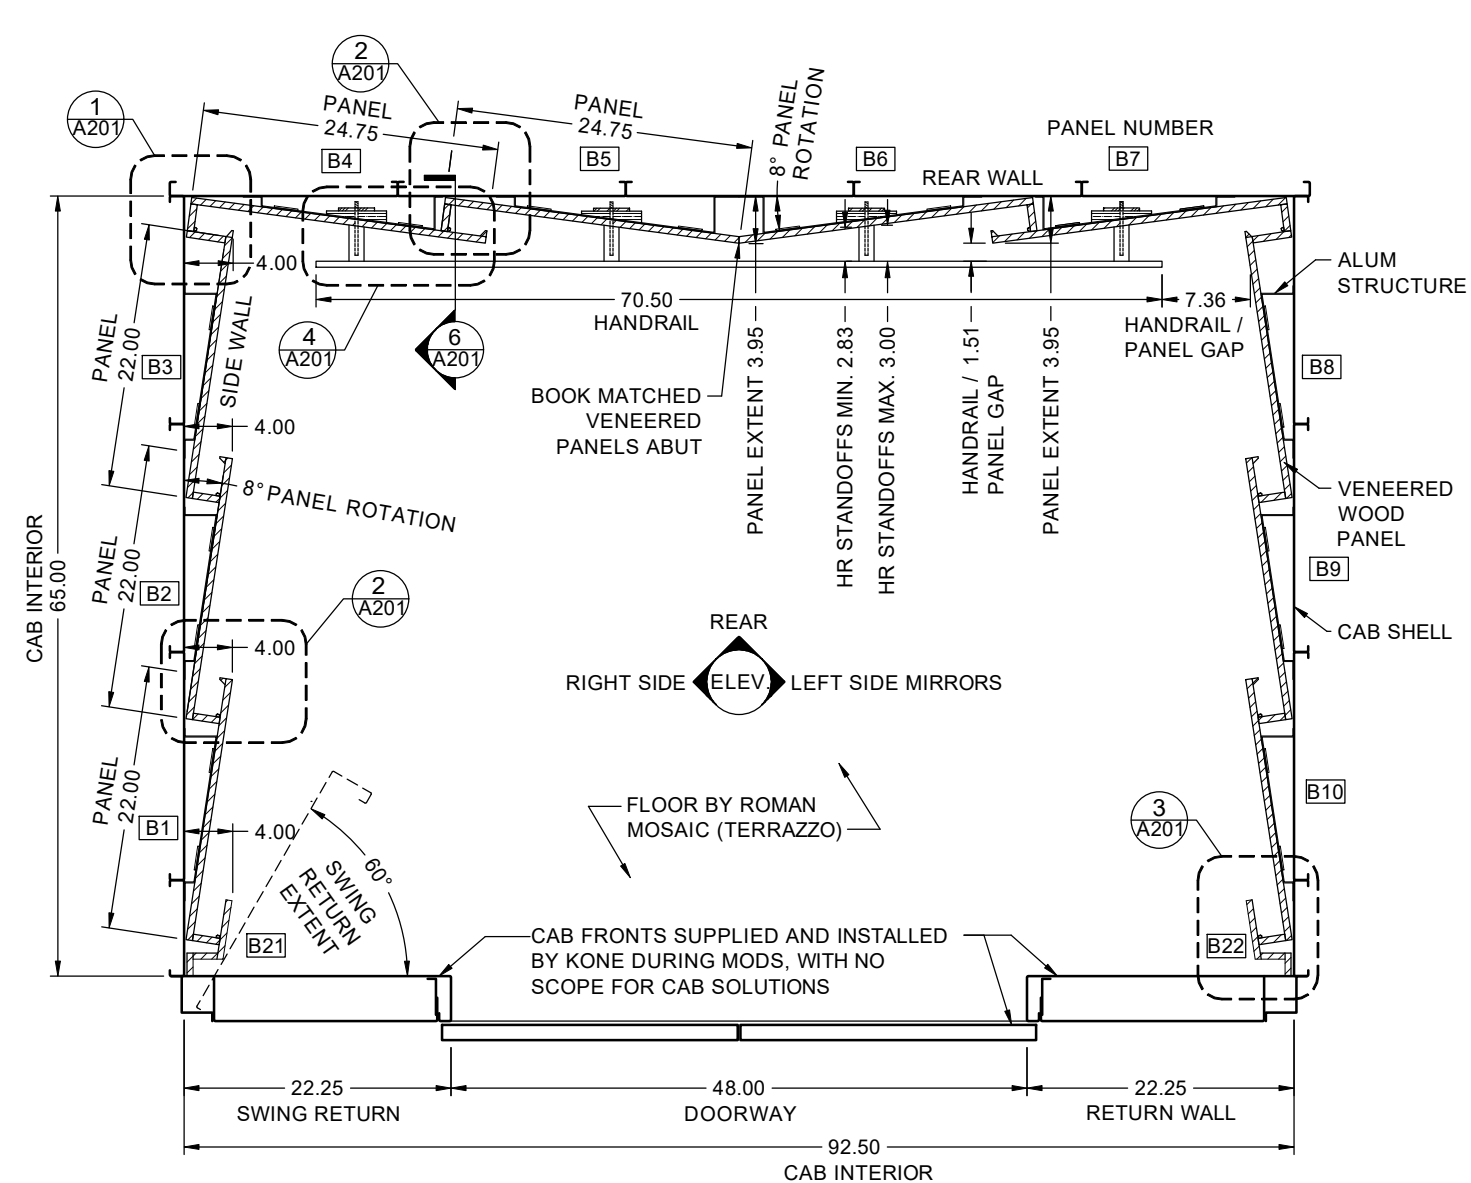 2
A201
1
A201
PANEL
24.75
PANEL
24.75
8° PANEL
ROTATION
PANEL NUMBER
B4
B5
B6
B7
REAR WALL
4.00
ALUM
STRUCTURE
70.50
HANDRAIL
7.36
HANDRAIL /
PANEL GAP
4
A201
6
A201
PANEL
22.00
SIDE WALL
B3
B8
BOOK MATCHED
VENEERED
PANELS ABUT
PANEL EXTENT 3.95
HR STANDOFFS MIN. 2.83
HR STANDOFFS MAX. 3.00
HANDRAIL / 1.51
PANEL GAP
PANEL EXTENT 3.95
4.00
8° PANEL ROTATION
VENEERED
WOOD
PANEL
CAB INTERIOR
65.00
PANEL
22.00
B2
B9
2
A201
4.00
CAB SHELL
REAR
RIGHT SIDE
ELEV.
LEFT SIDE MIRRORS
PANEL
22.00
B1
B10
4.00
60°
SWING
RETURN
EXTENT
FLOOR BY ROMAN
MOSAIC (TERRAZZO)
3
A201
B21
B22
CAB FRONTS SUPPLIED AND INSTALLED
BY KONE DURING MODS, WITH NO
SCOPE FOR CAB SOLUTIONS
22.25
SWING RETURN
48.00
DOORWAY
22.25
RETURN WALL
92.50
CAB INTERIOR